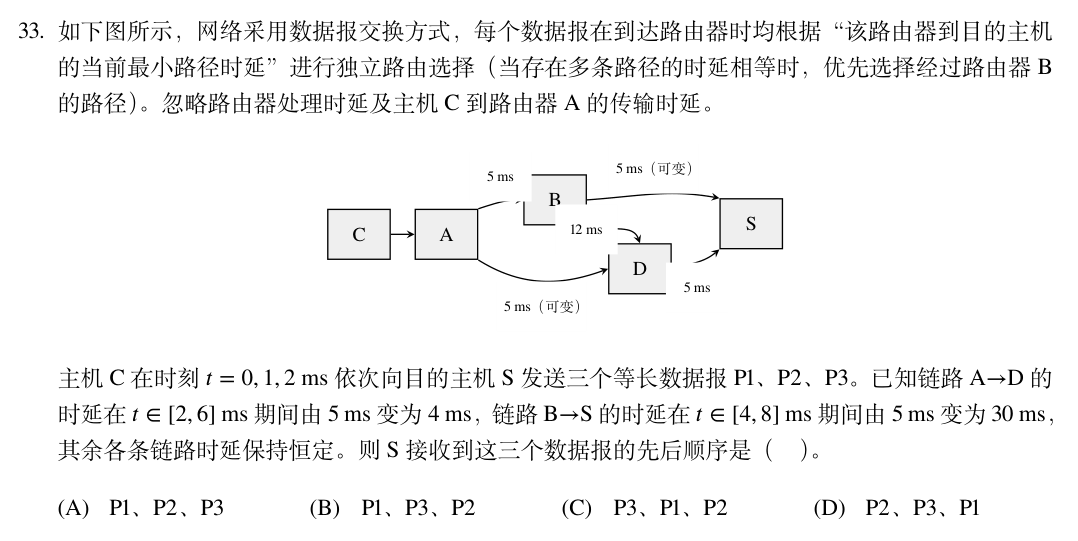 33. 如下图所示，网络采用数据报交换方式，每个数据报在到达路由器时均根据“该路由器到目的主机
的当前最小路径时延”进行独立路由选择（当存在多条路径的时延相等时，优先选择经过路由器 B
的路径）。忽略路由器处理时延及主机 C 到路由器 A 的传输时延。
5 ms（可变）
5 ms
B
S
C
A
12 ms
D
5 ms
5 ms（可变）
主机 C 在时刻 t = 0, 1, 2 ms 依次向目的主机 S 发送三个等长数据报 P1、P2、P3。已知链路 A→D 的
时延在 t ∈ [2, 6] ms 期间由 5 ms 变为 4 ms，链路 B→S 的时延在 t ∈ [4, 8] ms 期间由 5 ms 变为 30 ms，
其余各条链路时延保持恒定。则 S 接收到这三个数据报的先后顺序是（ ）。
(A) P1、P2、P3 (B) P1、P3、P2 (C) P3、P1、P2 (D) P2、P3、P1